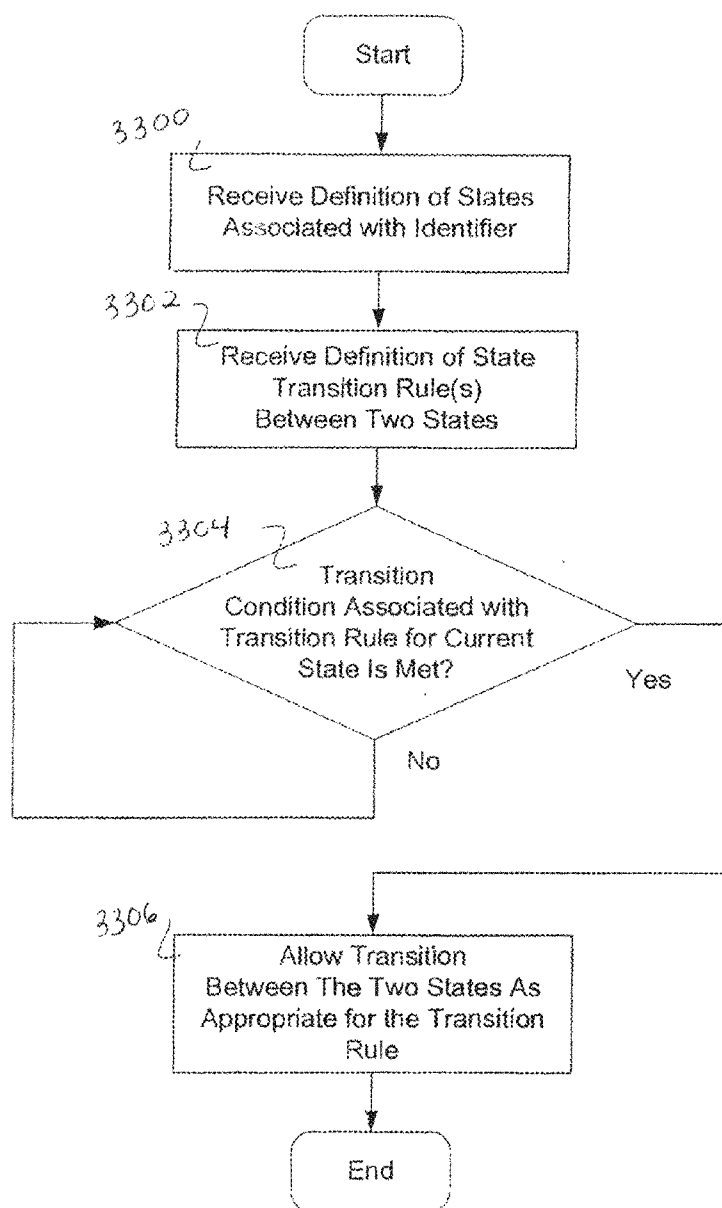 Start
3300
Receive Definition of States
Associated with Identifier
3302
Receive Definition of State
Transition Rule(s)
Between Two States
3304
Transition
Condition Associated with
Transition Rule for Current
State Is Met?
Yes
No
3306
Allow Transition
Between The Two States As
Appropriate for the Transition
Rule
End